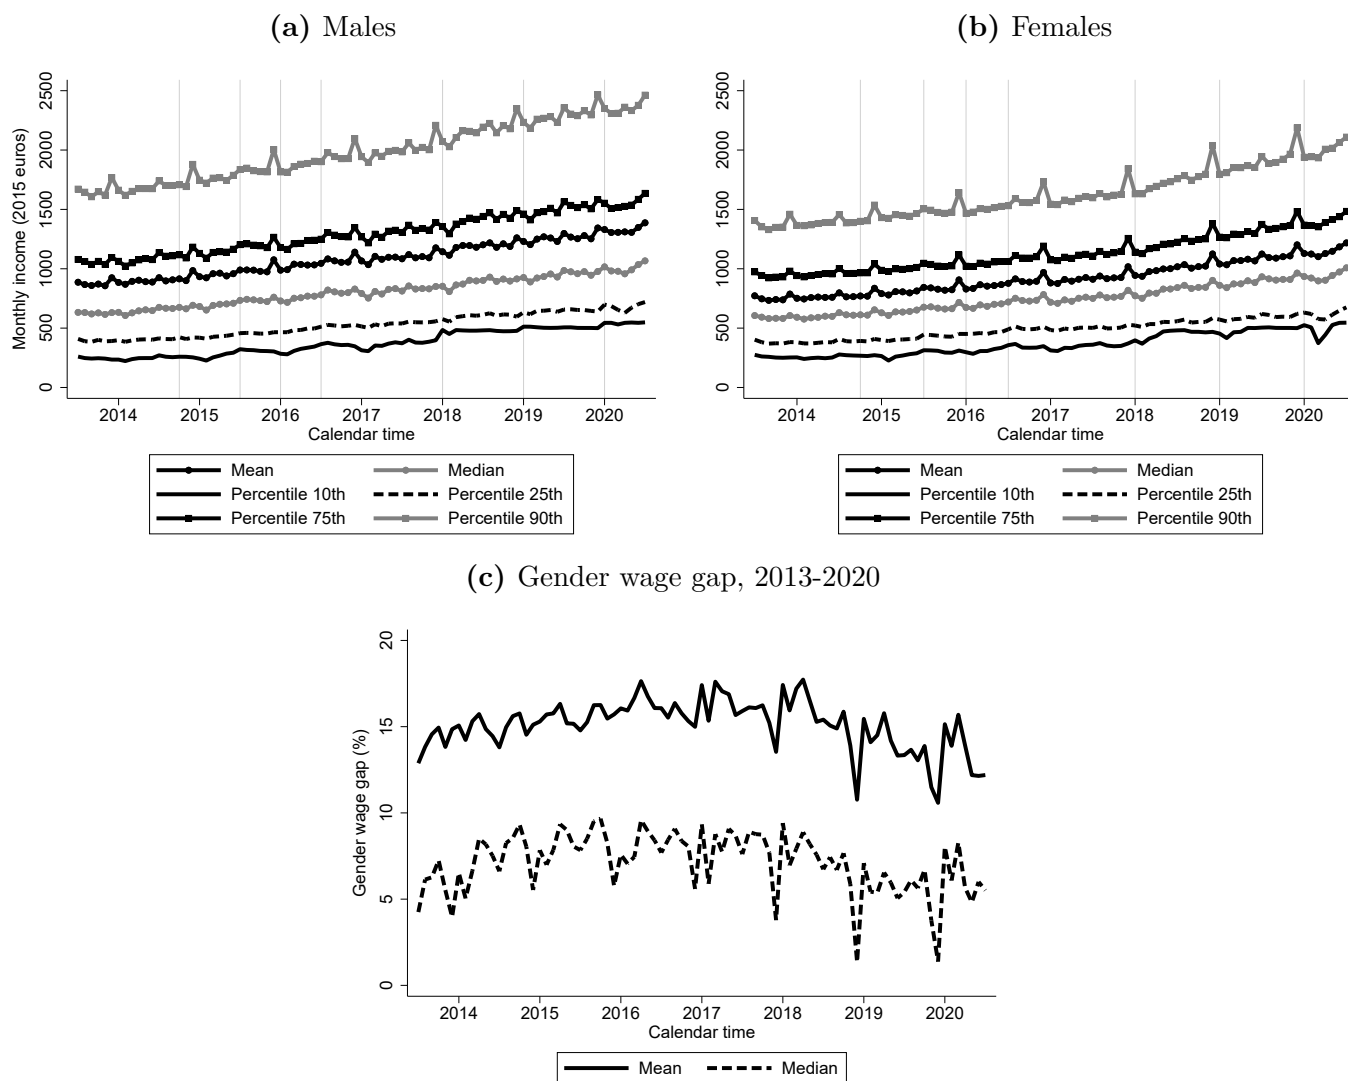 (a) Males
(b) Females
Monthly income (2015 euros)
0
500
1000
1500
2000
2500
2014
2015
2016
2017
2018
2019
2020
Calendar time
Mean
Median
Percentile 10th
Percentile 25th
Percentile 75th
Percentile 90th
0
500
1000
1500
2000
2500
2014
2015
2016
2017
2018
2019
2020
Calendar time
Mean
Median
Percentile 10th
Percentile 25th
Percentile 75th
Percentile 90th
(c) Gender wage gap, 2013-2020
Gender wage gap (%)
0
5
10
15
20
2014
2015
2016
2017
2018
2019
2020
Calendar time
Mean
Median